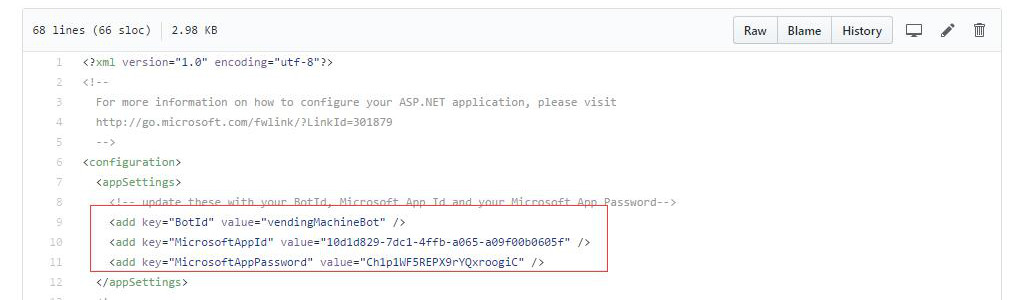 68 lines (66 sloc) 2.98 KB Raw Blame History
1 <?xml version="1.0" encoding="utf-8"?>
2 <!--
3 For more information on how to configure your ASP.NET application, please visit
4 http://go.microsoft.com/fwlink/?LinkId=301879
5 -->
6 <configuration>
7 <appSettings>
8 <!-- update these with your BotId, Microsoft App Id and your Microsoft App Password-->
9 <add key="BotId" value="vendingMachineBot" />
10 <add key="MicrosoftAppId" value="10d1d829-7dc1-4ffb-a065-a09f00b0605f" />
11 <add key="MicrosoftAppPassword" value="Ch1p1WF5REPX9rYQxroogiC" />
12 </appSettings>